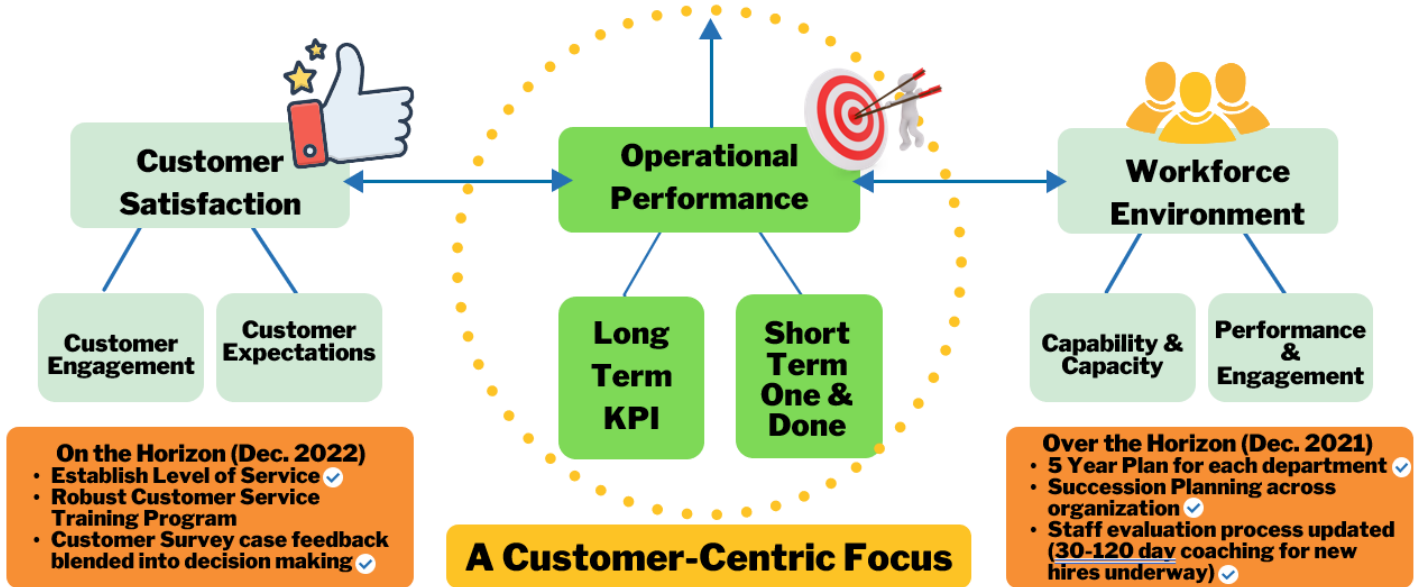 Customer
Satisfaction
Operational
Performance
Workforce
Environment
Customer
Engagement
Customer
Expectations
Long
Term
KPI
Short
Term
One &
Done
Capability &
Capacity
Performance
&
Engagement
On the Horizon (Dec. 2022)
• Establish Level of Service
• Robust Customer Service
Training Program
• Customer Survey case feedback
blended into decision making
A Customer-Centric Focus
Over the Horizon (Dec. 2021)
• 5 Year Plan for each department
• Succession Planning across
organization
• Staff evaluation process updated
(30-120 day coaching for new
hires underway)